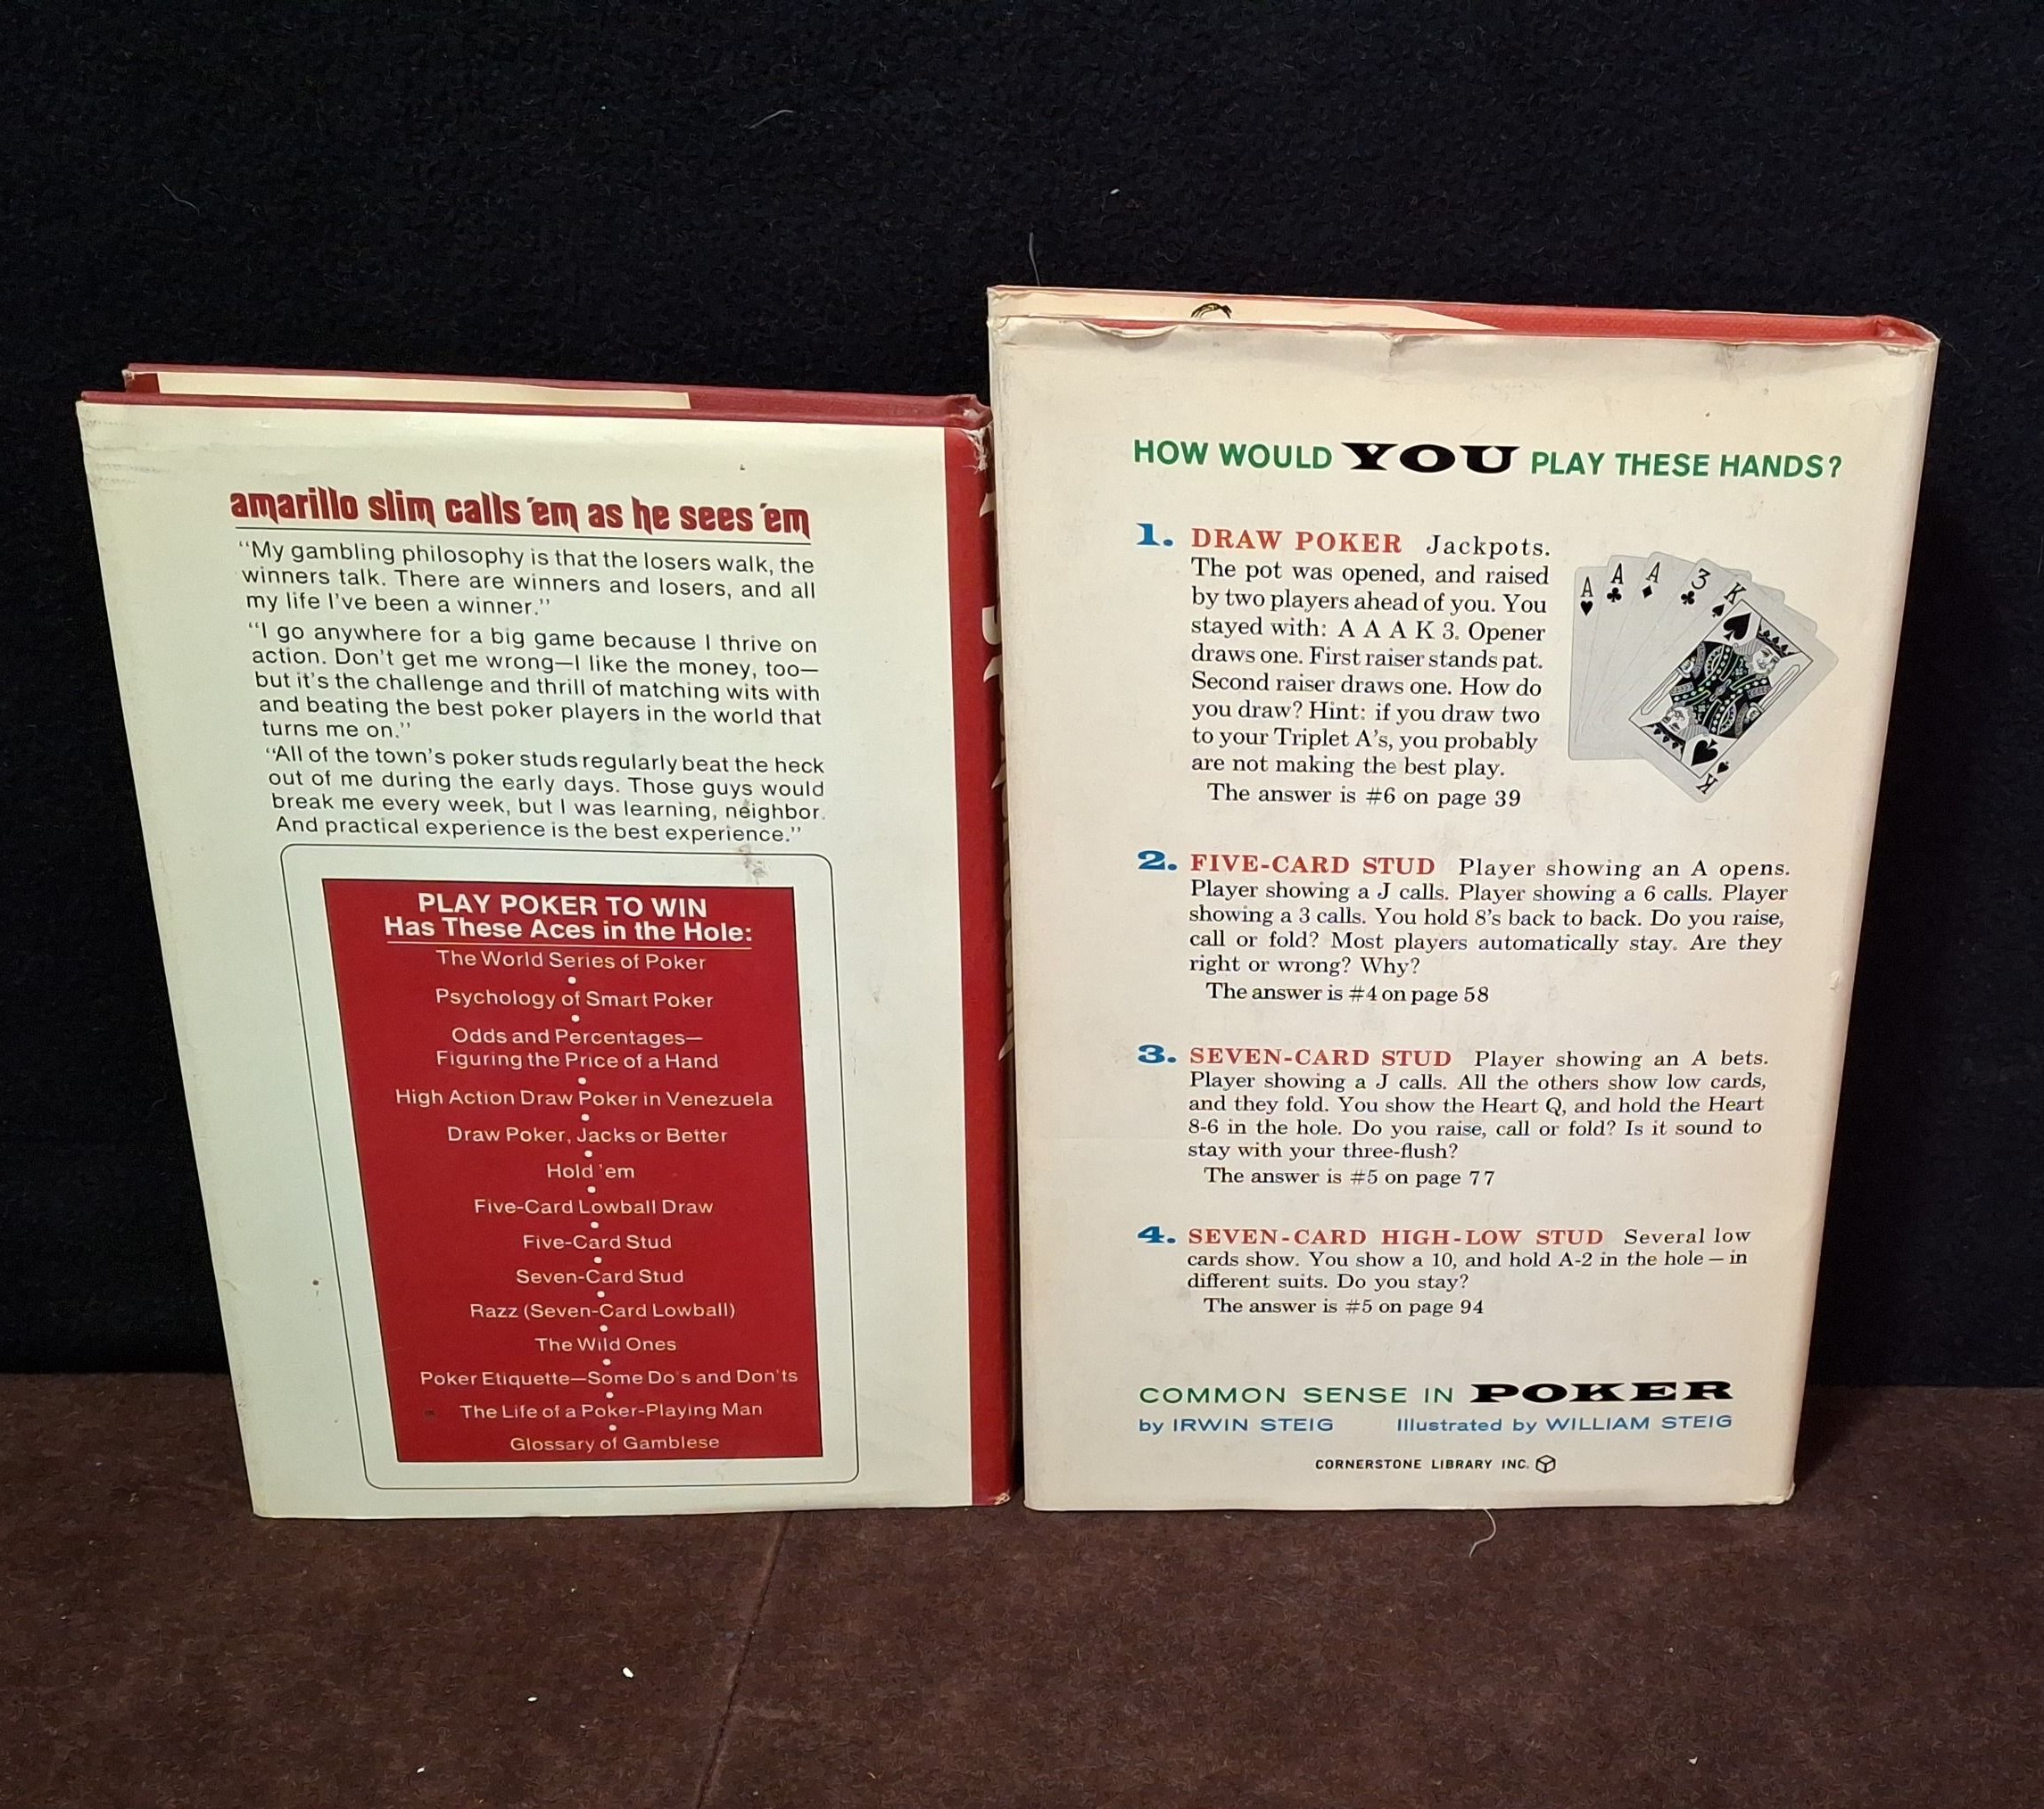 amarillo slim calls 'em as he sees 'em
"My gambling philosophy is that the losers walk, the
winners talk. There are winners and losers, and all
my life I've been a winner."
"I go anywhere for a big game because I thrive on
action. Don't get me wrong—I like the money, too—
but it's the challenge and thrill of matching wits with
and beating the best poker players in the world that
turns me on."
"All of the town's poker studs regularly beat the heck
out of me during the early days. Those guys would
break me every week, but I was learning, neighbor.
And practical experience is the best experience."
PLAY POKER TO WIN
Has These Aces in the Hole:
The World Series of Poker
•
Psychology of Smart Poker
•
Odds and Percentages—
Figuring the Price of a Hand
•
High Action Draw Poker in Venezuela
•
Draw Poker, Jacks or Better
•
Hold 'em
•
Five-Card Lowball Draw
•
Five-Card Stud
•
Seven-Card Stud
•
Razz (Seven-Card Lowball)
•
The Wild Ones
•
Poker Etiquette—Some Do's and Don'ts
•
The Life of a Poker-Playing Man
•
Glossary of Gamblese
HOW WOULD YOU PLAY THESE HANDS?
1. DRAW POKER Jackpots.
The pot was opened, and raised
by two players ahead of you. You
stayed with: A A A K 3. Opener
draws one. First raiser stands pat.
Second raiser draws one. How do
you draw? Hint: if you draw two
to your Triplet A's, you probably
are not making the best play.
The answer is #6 on page 39
A♥ A♣ A♦ 3♣ K♠
K♠
2. FIVE-CARD STUD Player showing an A opens.
Player showing a J calls. Player showing a 6 calls. Player
showing a 3 calls. You hold 8's back to back. Do you raise,
call or fold? Most players automatically stay. Are they
right or wrong? Why?
The answer is #4 on page 58
3. SEVEN-CARD STUD Player showing an A bets.
Player showing a J calls. All the others show low cards,
and they fold. You show the Heart Q, and hold the Heart
8-6 in the hole. Do you raise, call or fold? Is it sound to
stay with your three-flush?
The answer is #5 on page 77
4. SEVEN-CARD HIGH-LOW STUD Several low
cards show. You show a 10, and hold A-2 in the hole — in
different suits. Do you stay?
The answer is #5 on page 94
COMMON SENSE IN POKER
by IRWIN STEIG Illustrated by WILLIAM STEIG
CORNERSTONE LIBRARY INC.